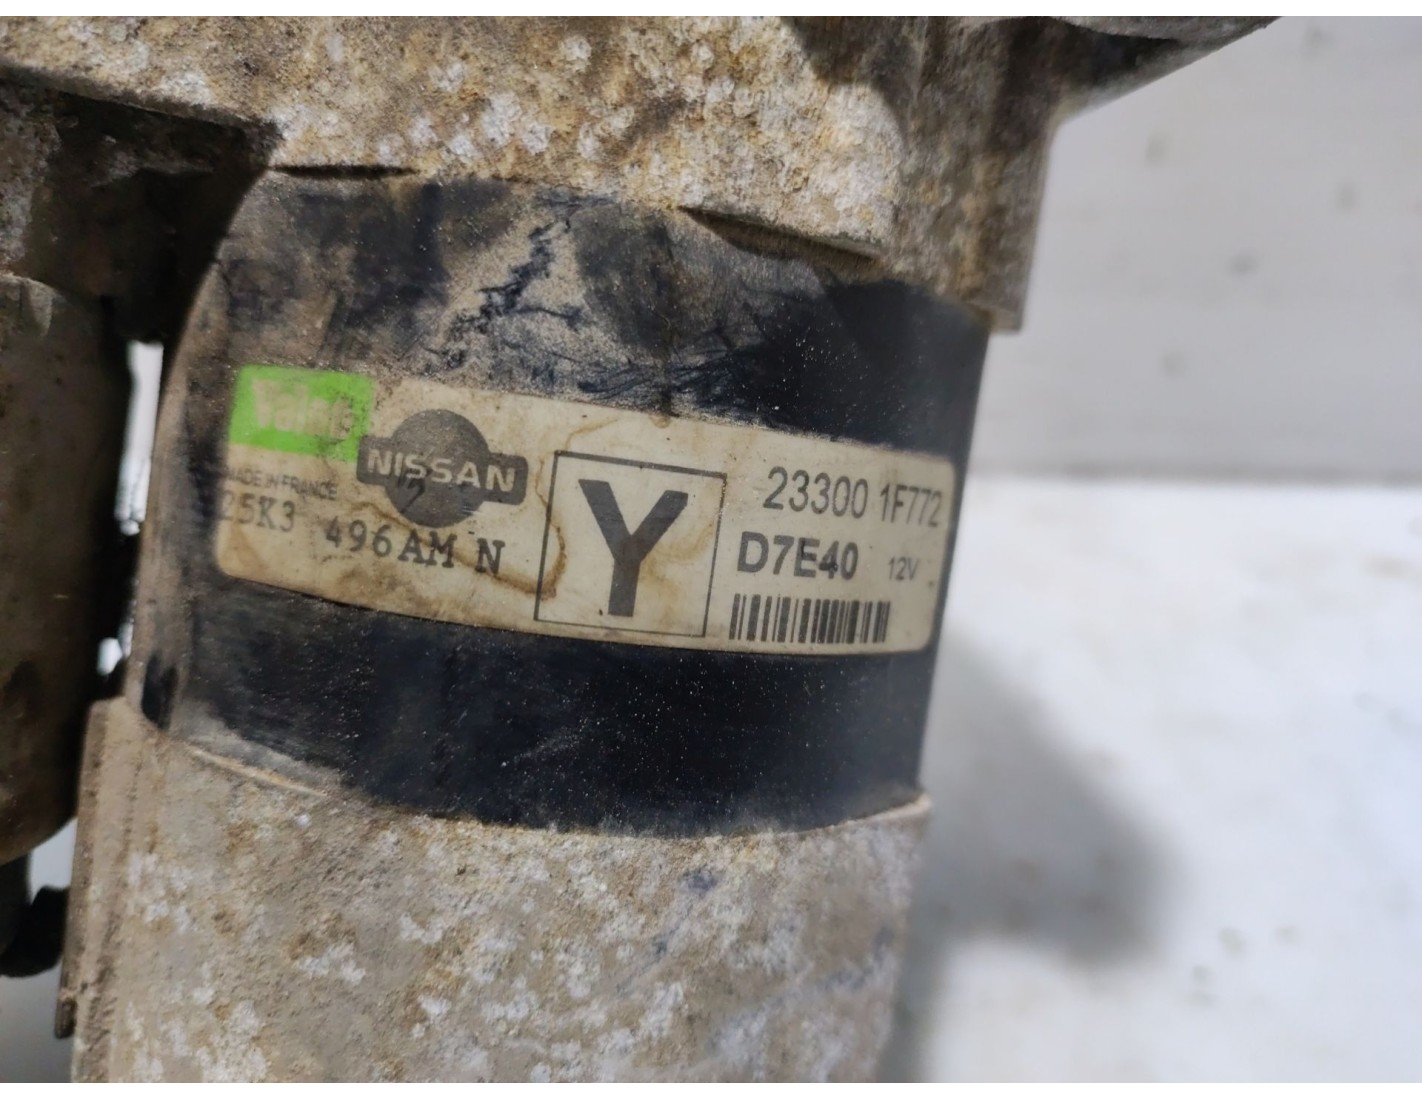 Valeo
NISSAN
MADE IN FRANCE
25K3 496AM N
Y
23300 1F772
D7E40 12V